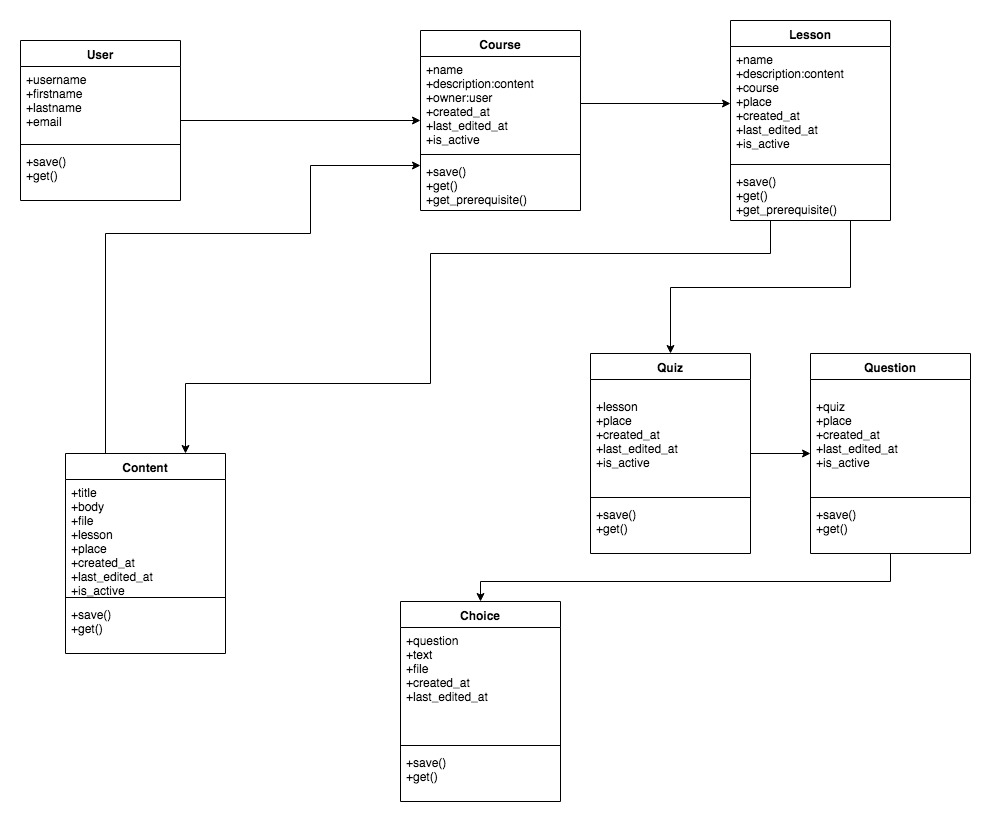 User
+username
+firstname
+lastname
+email
+save()
+get()
Course
+name
+description:content
+owner:user
+created_at
+last_edited_at
+is_active
+save()
+get()
+get_prerequisite()
Lesson
+name
+description:content
+course
+place
+created_at
+last_edited_at
+is_active
+save()
+get()
+get_prerequisite()
Quiz
+lesson
+place
+created_at
+last_edited_at
+is_active
+save()
+get()
Question
+quiz
+place
+created_at
+last_edited_at
+is_active
+save()
+get()
Content
+title
+body
+file
+lesson
+place
+created_at
+last_edited_at
+is_active
+save()
+get()
Choice
+question
+text
+file
+created_at
+last_edited_at
+save()
+get()